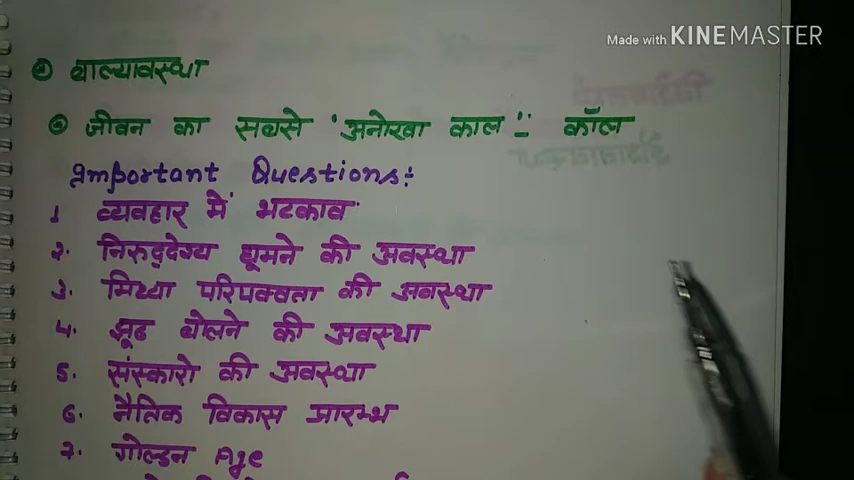 Made with KINEMASTER
बाल्यावस्था
जीवन का सबसे 'अनोखा काल' :- कॉल
Important Questions :-
1 व्यवहार में भटकाव
2. निरुद्देश्य घूमने की अवस्था
3. मिथ्या परिपक्वता की अवस्था
4. झूठ बोलने की अवस्था
5. संस्कारो की अवस्था
6. नैतिक विकास प्रारम्भ
7. गोल्डन Age